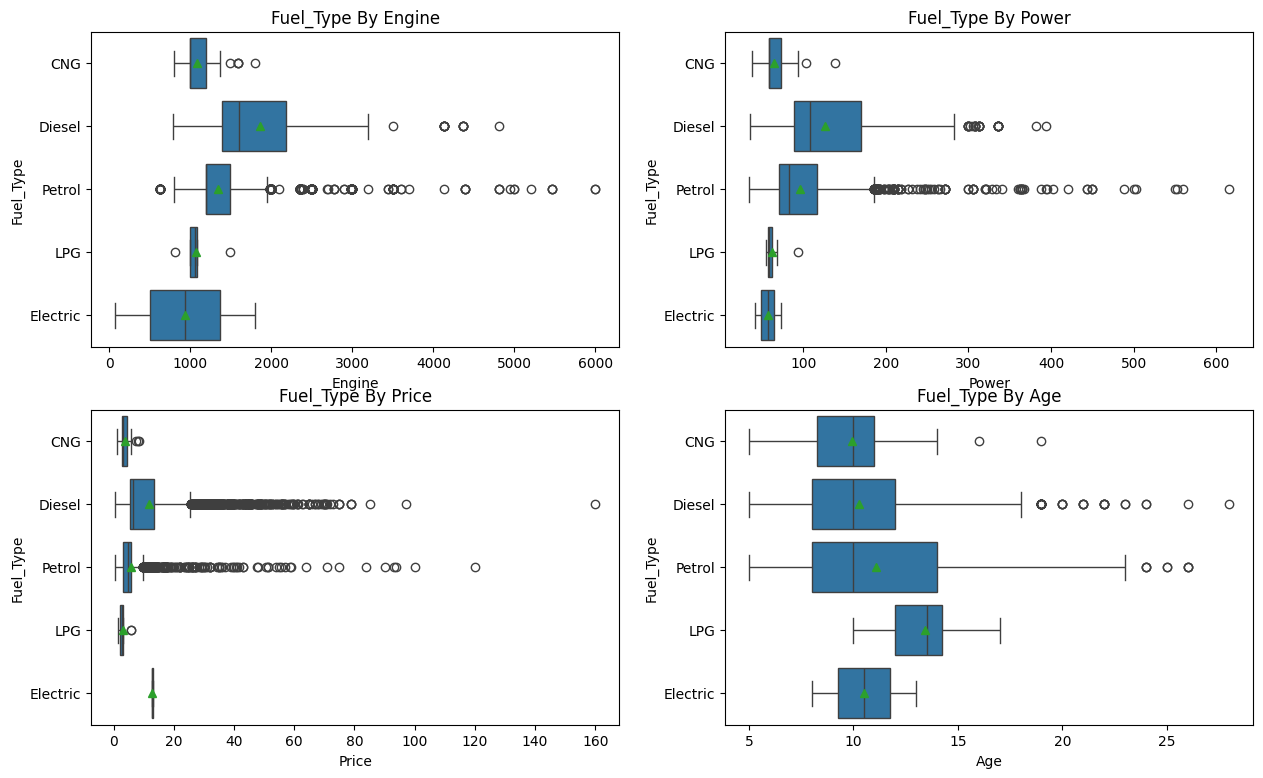 Fuel_Type By Engine
Fuel_Type
CNG
Diesel
Petrol
LPG
Electric
0 1000 2000 3000 4000 5000 6000
Engine
Fuel_Type By Power
Fuel_Type
CNG
Diesel
Petrol
LPG
Electric
100 200 300 400 500 600
Power
Fuel_Type By Price
Fuel_Type
CNG
Diesel
Petrol
LPG
Electric
0 20 40 60 80 100 120 140 160
Price
Fuel_Type By Age
Fuel_Type
CNG
Diesel
Petrol
LPG
Electric
5 10 15 20 25
Age